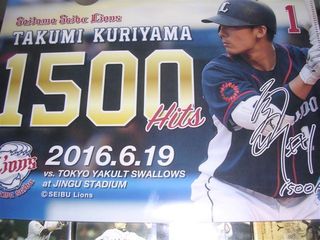 Saitama Seibu Lions
TAKUMI KURIYAMA
1
1500
Hits
Lions
2016.6.19
vs. TOKYO YAKULT SWALLOWS
at JINGU STADIUM
©SEIBU Lions